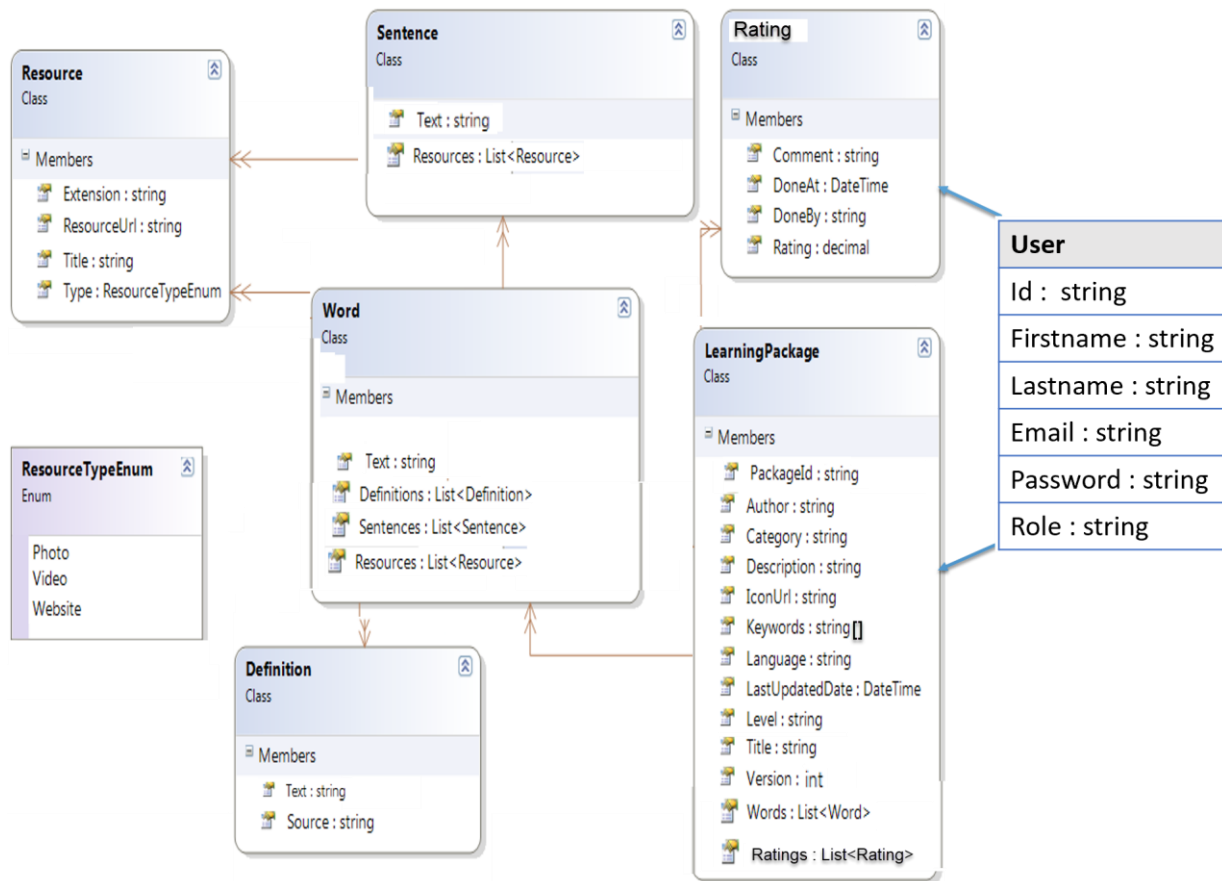 Resource
Class
Members
Extension : string
ResourceUrl : string
Title : string
Type : ResourceTypeEnum
Sentence
Class
Text : string
Resources : List<Resource>
Rating
Class
Members
Comment : string
DoneAt : DateTime
DoneBy : string
Rating : decimal
User
Id : string
Firstname : string
Lastname : string
Email : string
Password : string
Role : string
Word
Class
Members
Text : string
Definitions : List<Definition>
Sentences : List<Sentence>
Resources : List<Resource>
LearningPackage
Class
Members
PackageId : string
Author : string
Category : string
Description : string
IconUrl : string
Keywords : string[]
Language : string
LastUpdatedDate : DateTime
Level : string
Title : string
Version : int
Words : List<Word>
Ratings : List<Rating>
ResourceTypeEnum
Enum
Photo
Video
Website
Definition
Class
Members
Text : string
Source : string